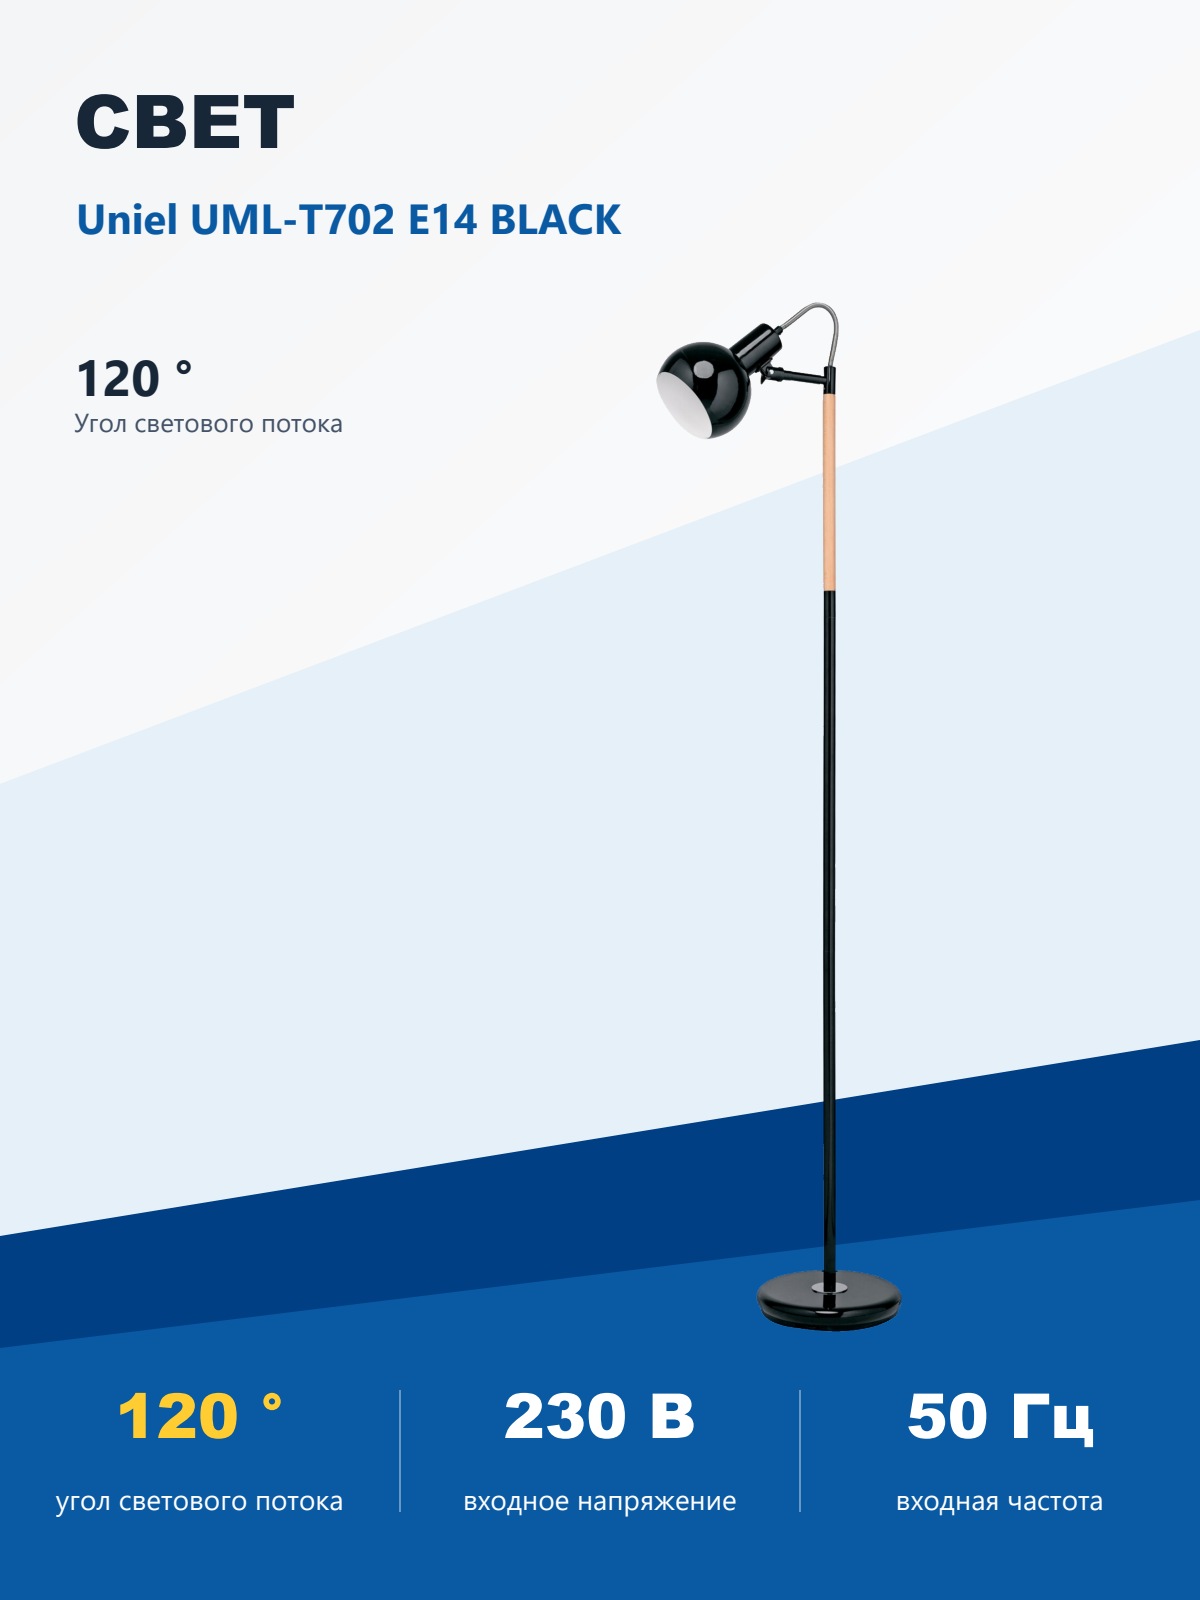 СВЕТ
Uniel UML-T702 E14 BLACK
120 °
Угол светового потока
120 °
угол светового потока
230 В
входное напряжение
50 Гц
входная частота